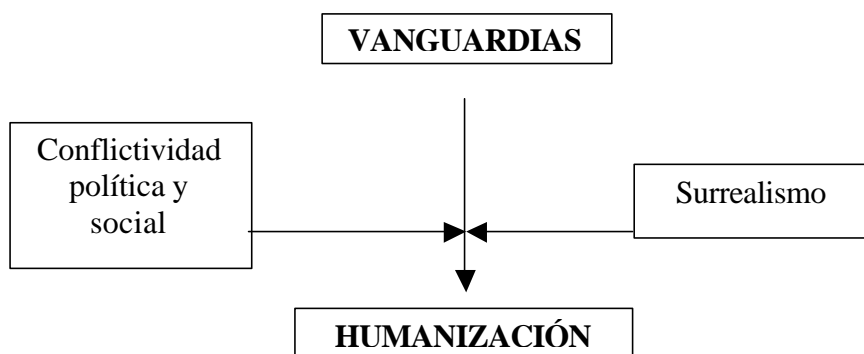 VANGUARDIAS
Conflictividad
política y
social
Surrealismo
HUMANIZACIÓN